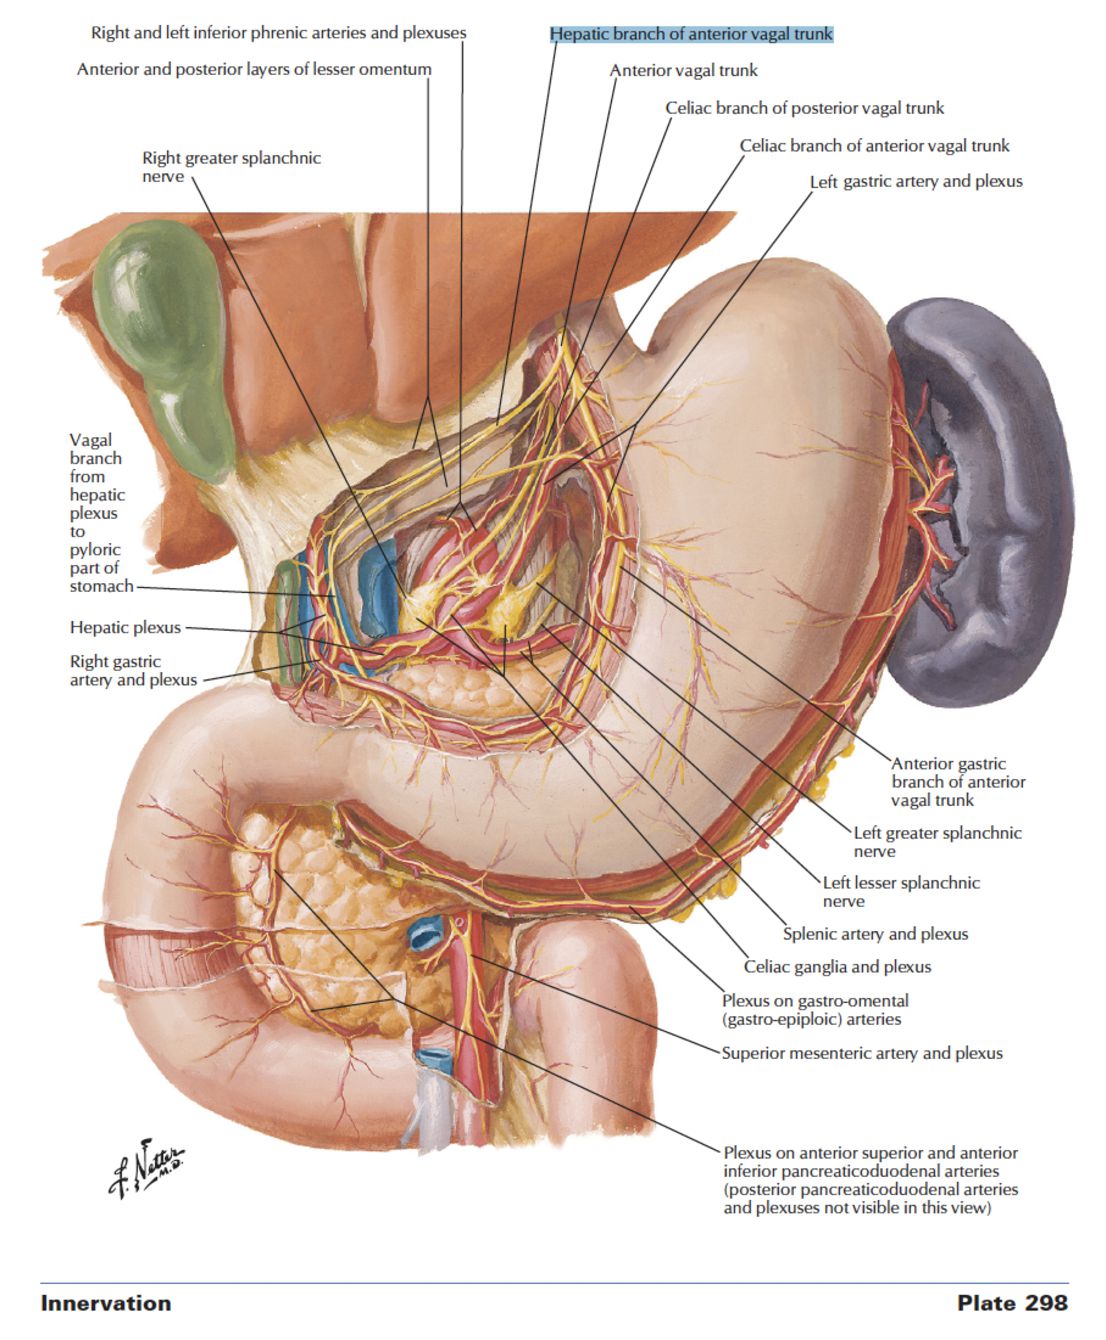 Right and left inferior phrenic arteries and plexuses
Hepatic branch of anterior vagal trunk
Anterior and posterior layers of lesser omentum
Anterior vagal trunk
Celiac branch of posterior vagal trunk
Celiac branch of anterior vagal trunk
Right greater splanchnic
nerve
Left gastric artery and plexus
Vagal
branch
from
hepatic
plexus
to
pyloric
part of
stomach
Hepatic plexus
Right gastric
artery and plexus
Anterior gastric
branch of anterior
vagal trunk
Left greater splanchnic
nerve
Left lesser splanchnic
nerve
Splenic artery and plexus
Celiac ganglia and plexus
Plexus on gastro-omental
(gastro-epiploic) arteries
Superior mesenteric artery and plexus
Plexus on anterior superior and anterior
inferior pancreaticoduodenal arteries
(posterior pancreaticoduodenal arteries
and plexuses not visible in this view)
F. Netter
M.D.
Innervation
Plate 298